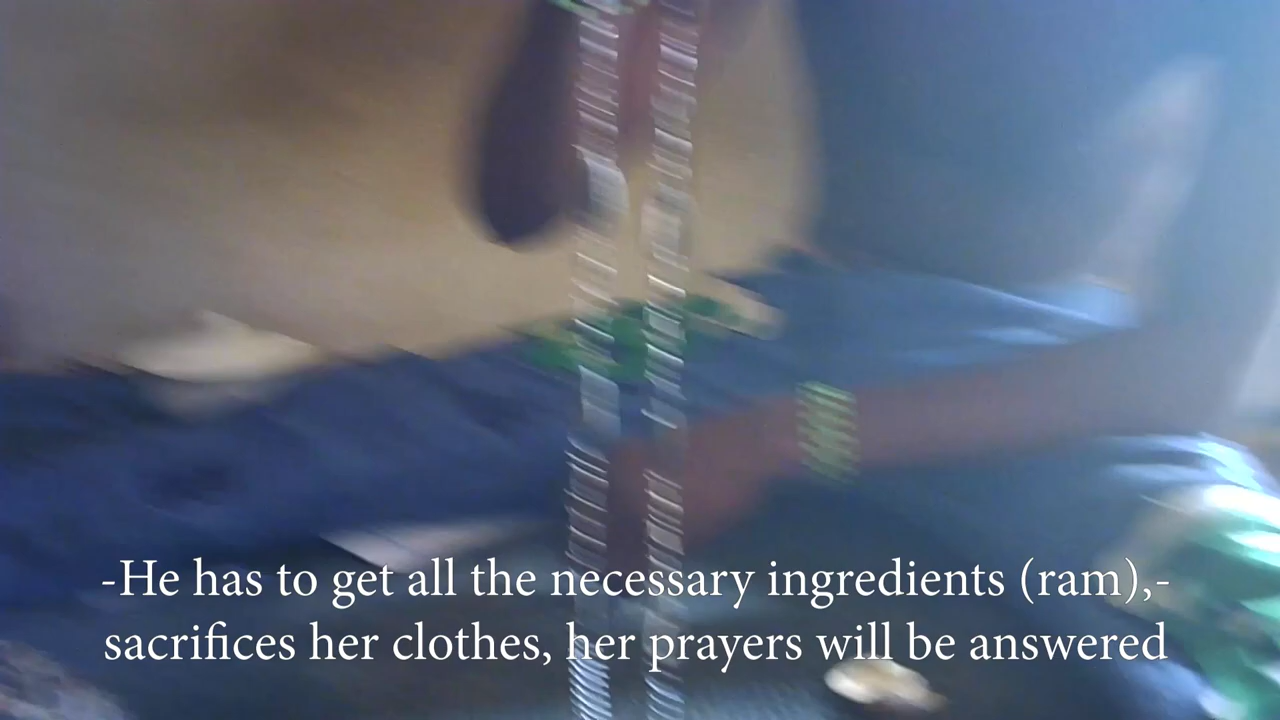 -He has to get all the necessary ingredients (ram),-
sacrifices her clothes, her prayers will be answered